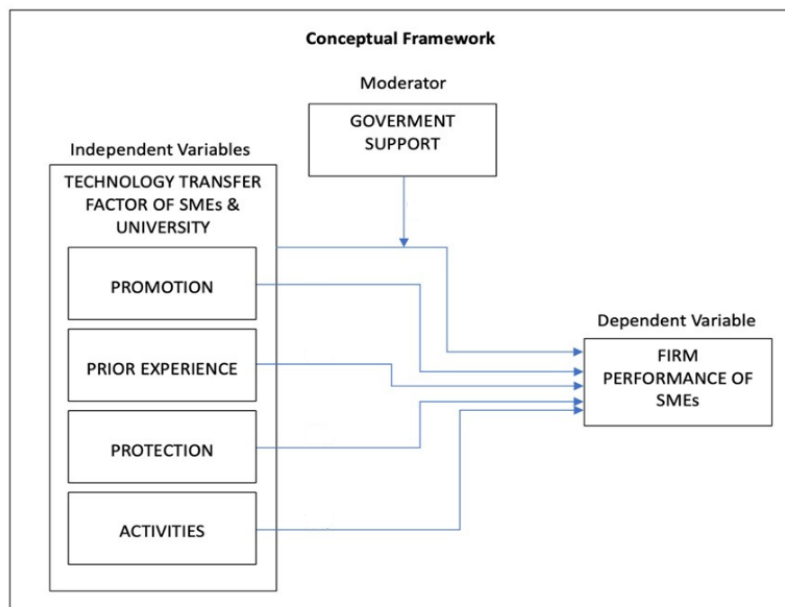 Conceptual Framework
Moderator
GOVERMENT
SUPPORT
Independent Variables
TECHNOLOGY TRANSFER
FACTOR OF SMEs &
UNIVERSITY
PROMOTION
PRIOR EXPERIENCE
PROTECTION
ACTIVITIES
Dependent Variable
FIRM
PERFORMANCE OF
SMEs